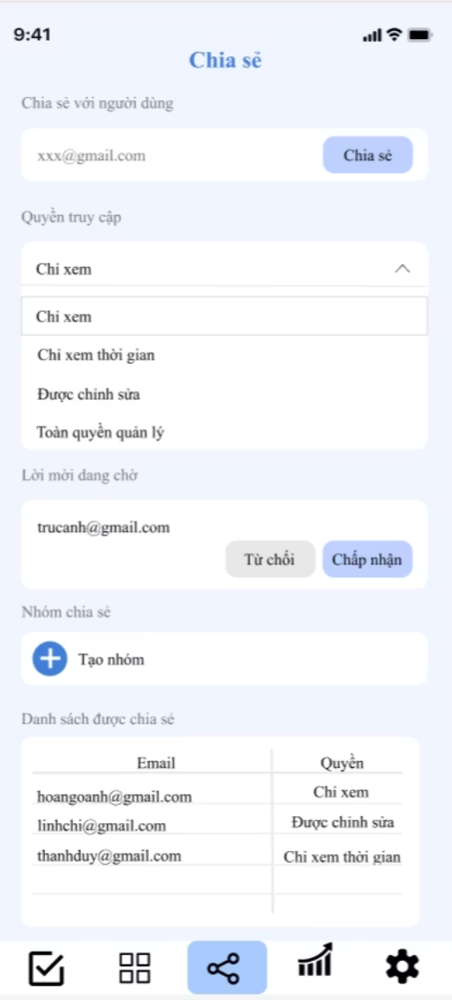 9:41
Chia sẻ
Chia sẻ với người dùng
xxx@gmail.com Chia sẻ
Quyền truy cập
Chỉ xem
Chỉ xem
Chỉ xem thời gian
Được chỉnh sửa
Toàn quyền quản lý
Lời mời đang chờ
trucanh@gmail.com
Từ chối Chấp nhận
Nhóm chia sẻ
Tạo nhóm
Danh sách được chia sẻ
Email Quyền
hoangoanh@gmail.com Chỉ xem
linhchi@gmail.com Được chỉnh sửa
thanhduy@gmail.com Chỉ xem thời gian